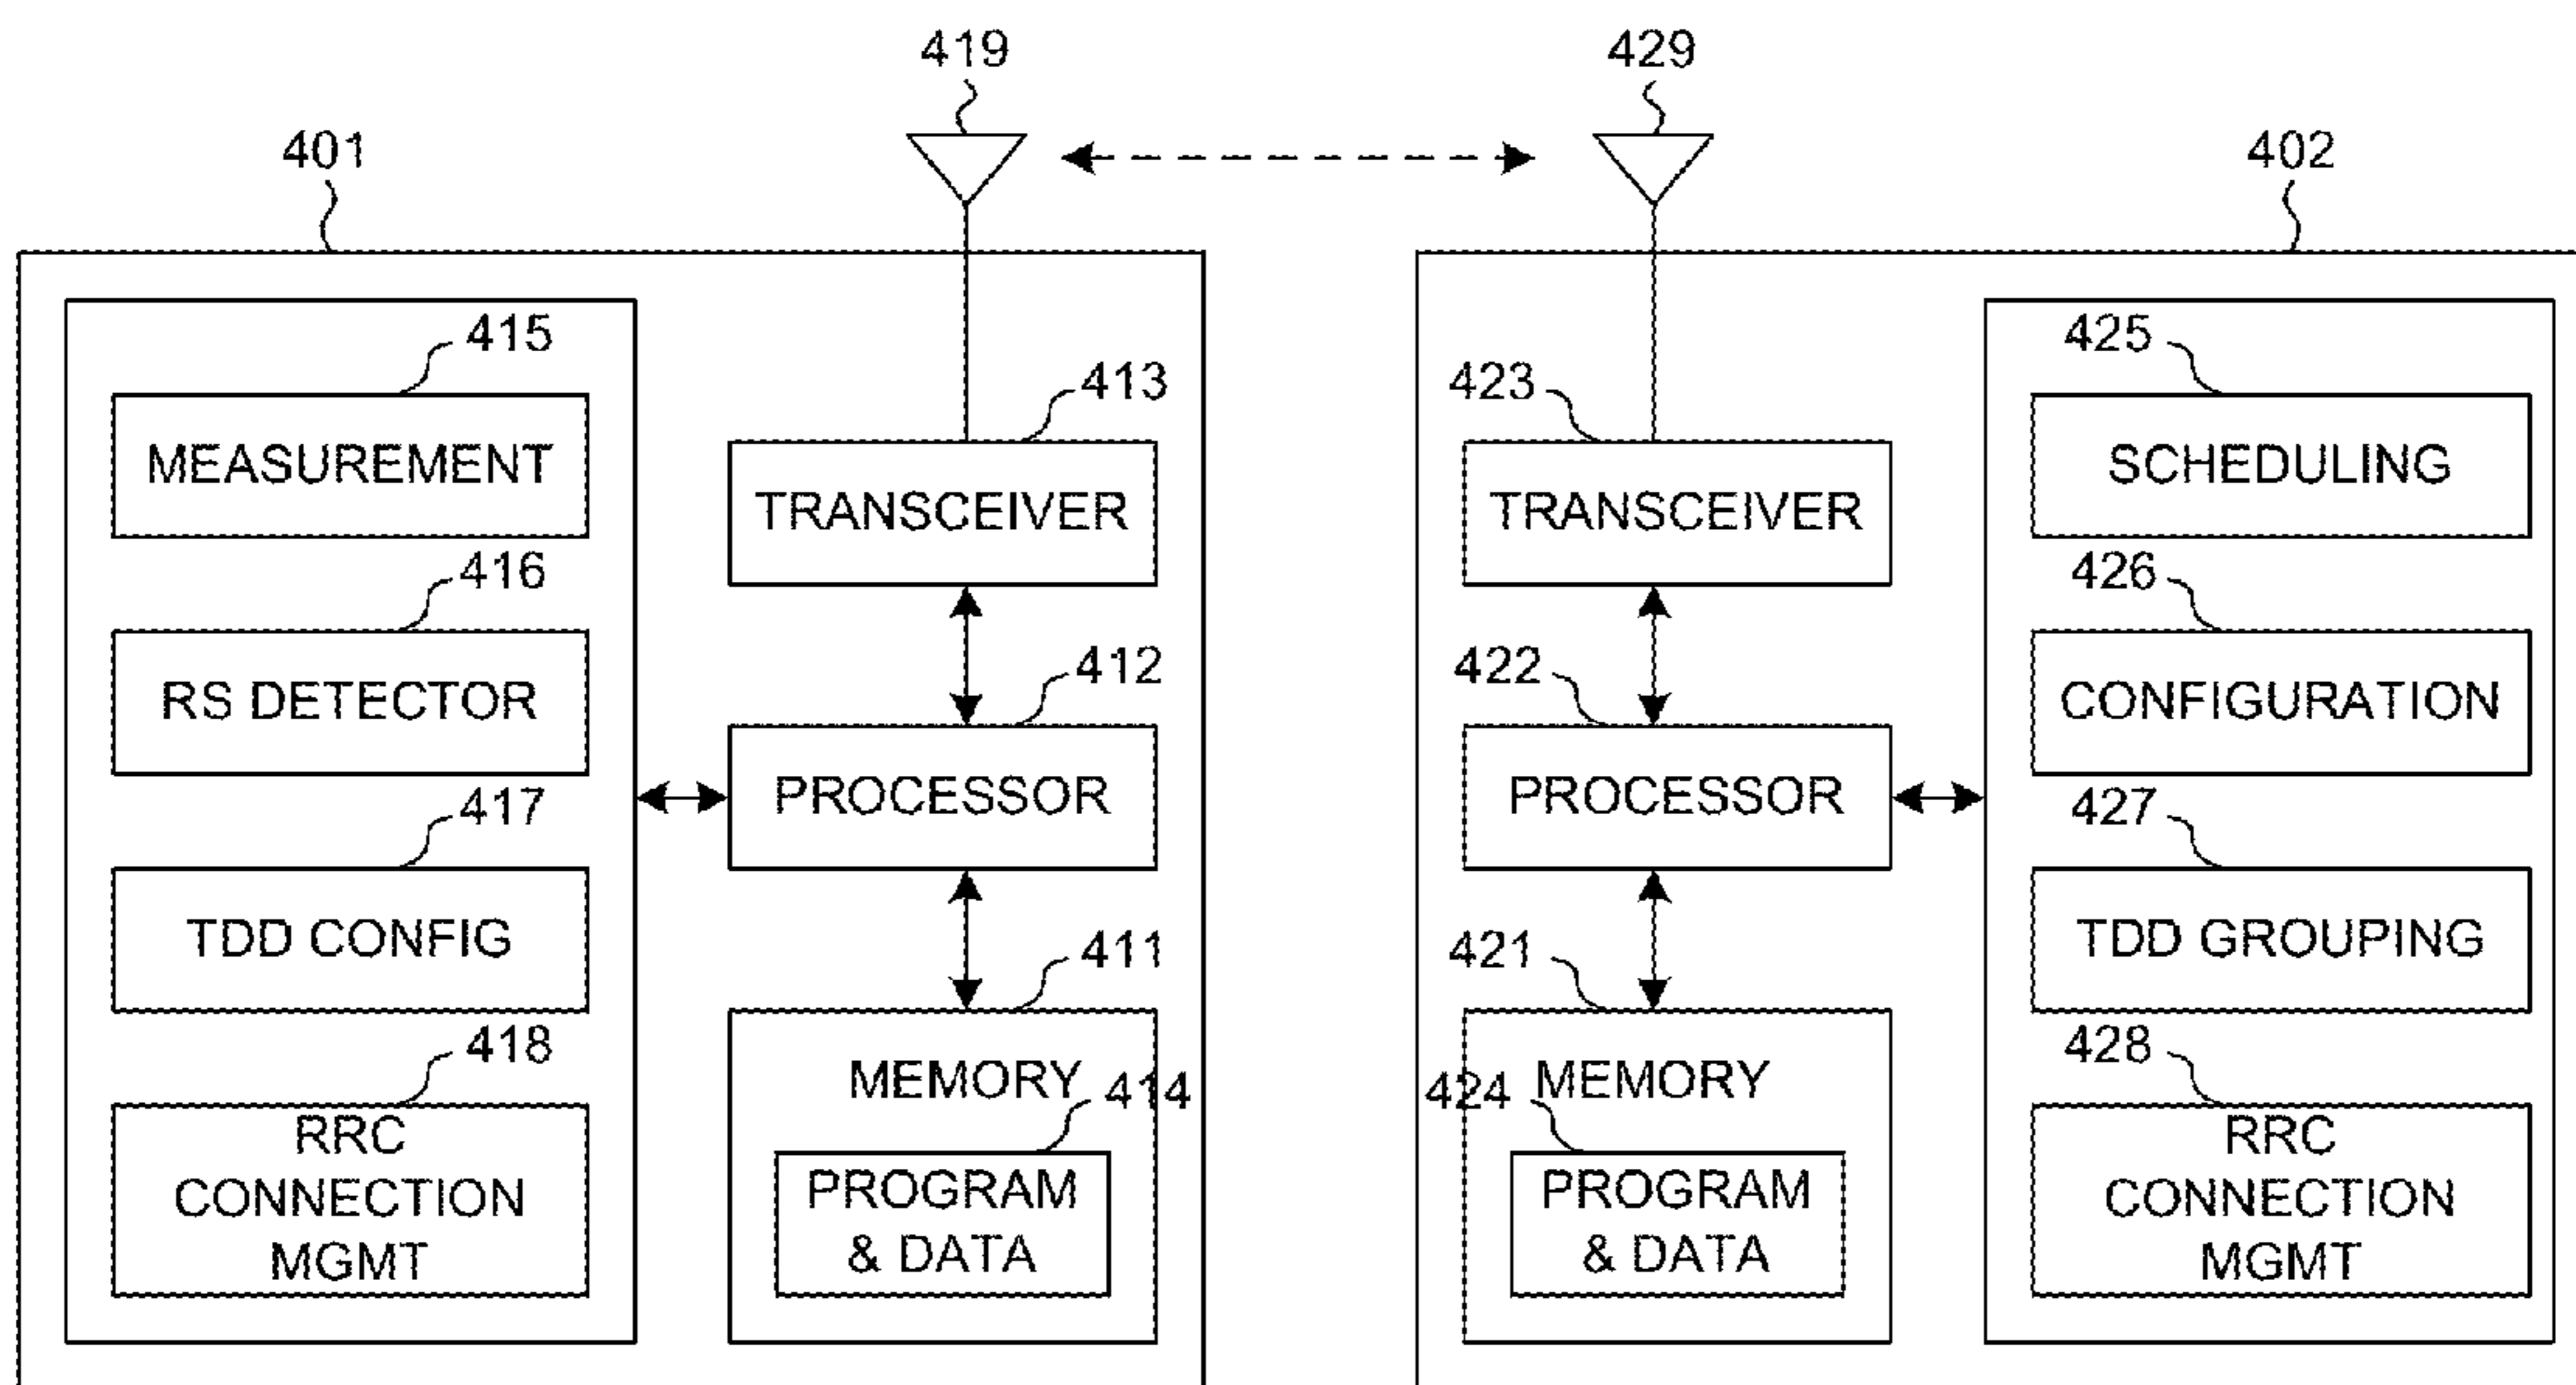 419
429
401
402
415
MEASUREMENT
416
RS DETECTOR
417
TDD CONFIG
418
RRC
CONNECTION
MGMT
413
TRANSCEIVER
412
PROCESSOR
411
MEMORY
414
PROGRAM
& DATA
423
TRANSCEIVER
422
PROCESSOR
421
MEMORY
424
PROGRAM
& DATA
425
SCHEDULING
426
CONFIGURATION
427
TDD GROUPING
428
RRC
CONNECTION
MGMT